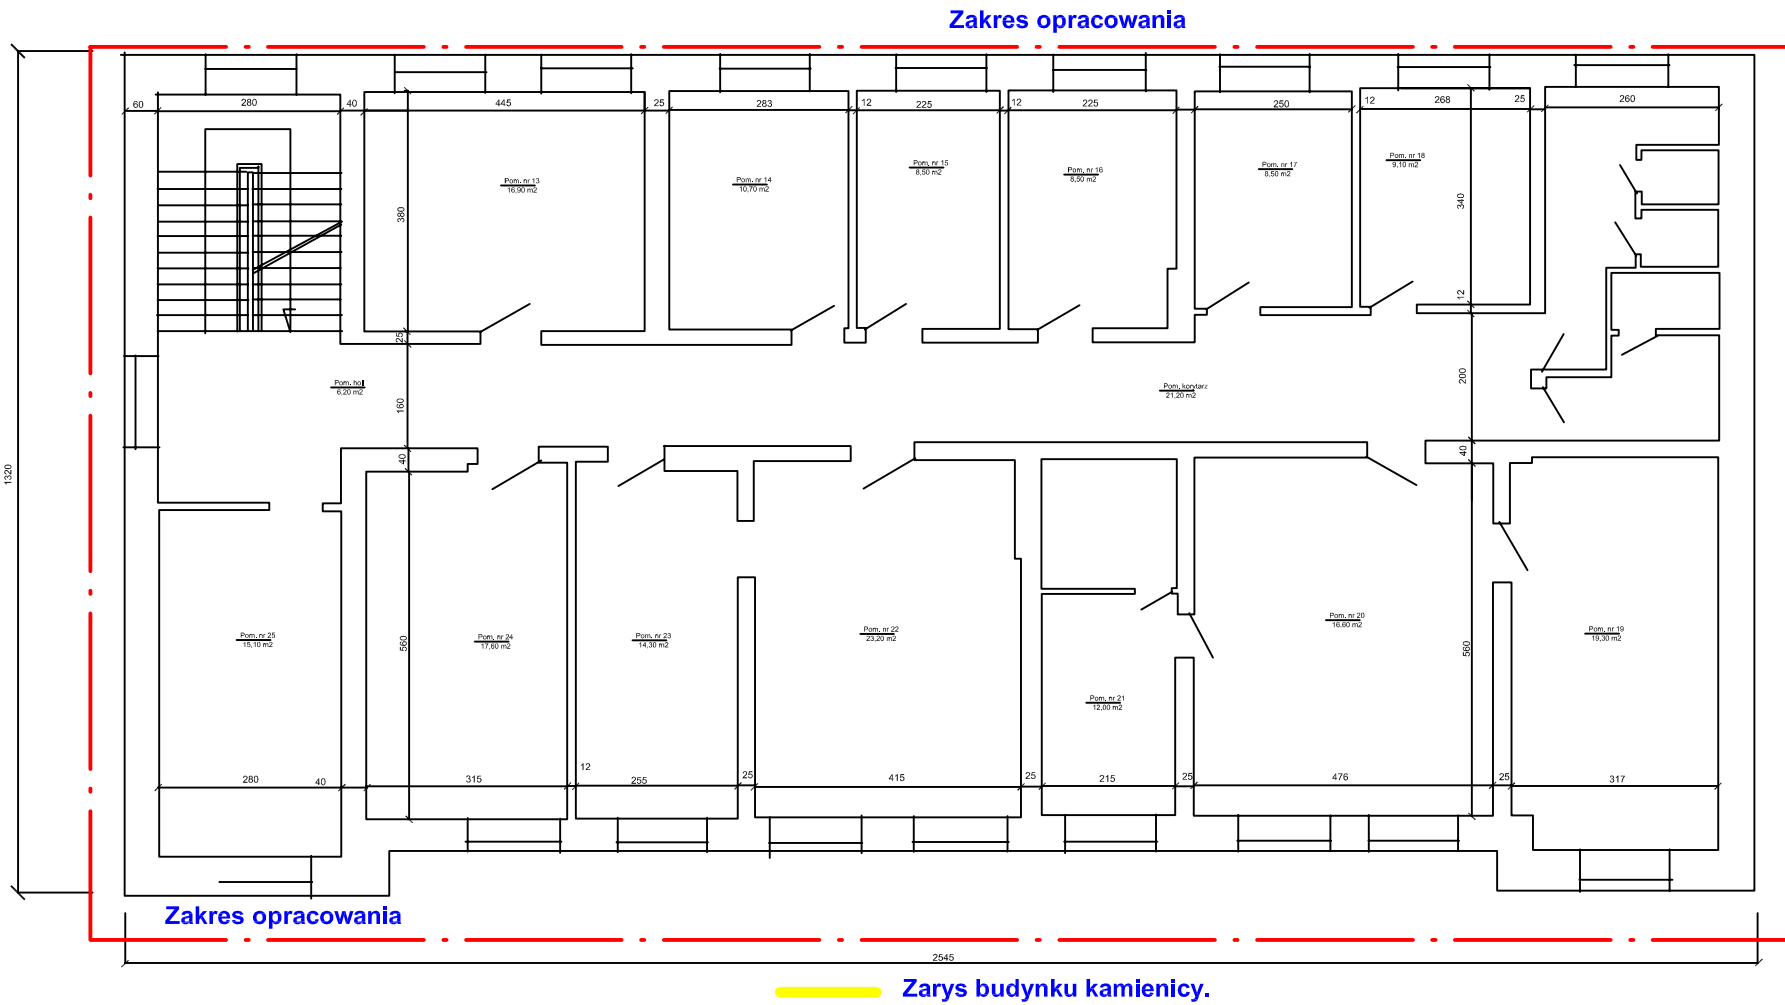 Zakres opracowania
60
280
40
445
25
283
12
225
12
225
250
12
268
25
260
Pom. nr 13
16,90 m2
Pom. nr 14
10,70 m2
Pom. nr 15
8,50 m2
Pom. nr 16
8,50 m2
Pom. nr 17
8,50 m2
Pom. nr 18
9,10 m2
380
340
12
25
Pom. hol
6,20 m2
160
Pom. korytarz
21,20 m2
200
40
40
1320
560
560
Pom. nr 25
15,10 m2
Pom. nr 24
17,60 m2
Pom. nr 23
14,30 m2
Pom. nr 22
23,20 m2
Pom. nr 21
12,00 m2
Pom. nr 20
16,60 m2
Pom. nr 19
19,30 m2
280
40
315
12
255
25
415
25
215
25
476
25
317
Zakres opracowania
2545
Zarys budynku kamienicy.